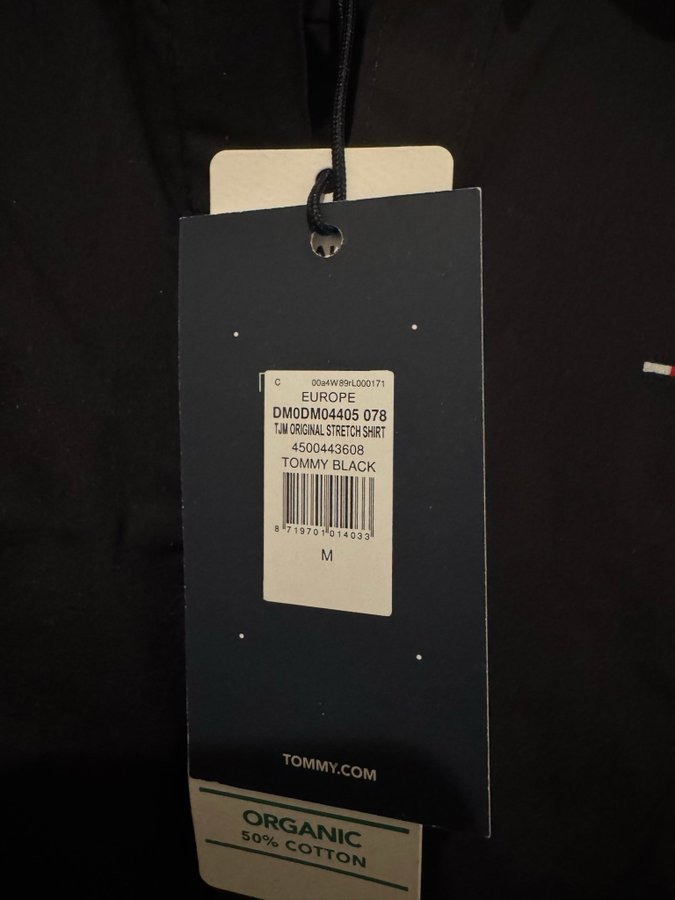 C 00a4W89rL000171
EUROPE
DM0DM04405 078
TJM ORIGINAL STRETCH SHIRT
4500443608
TOMMY BLACK
8 719701 014033
M
TOMMY.COM
ORGANIC
50% COTTON